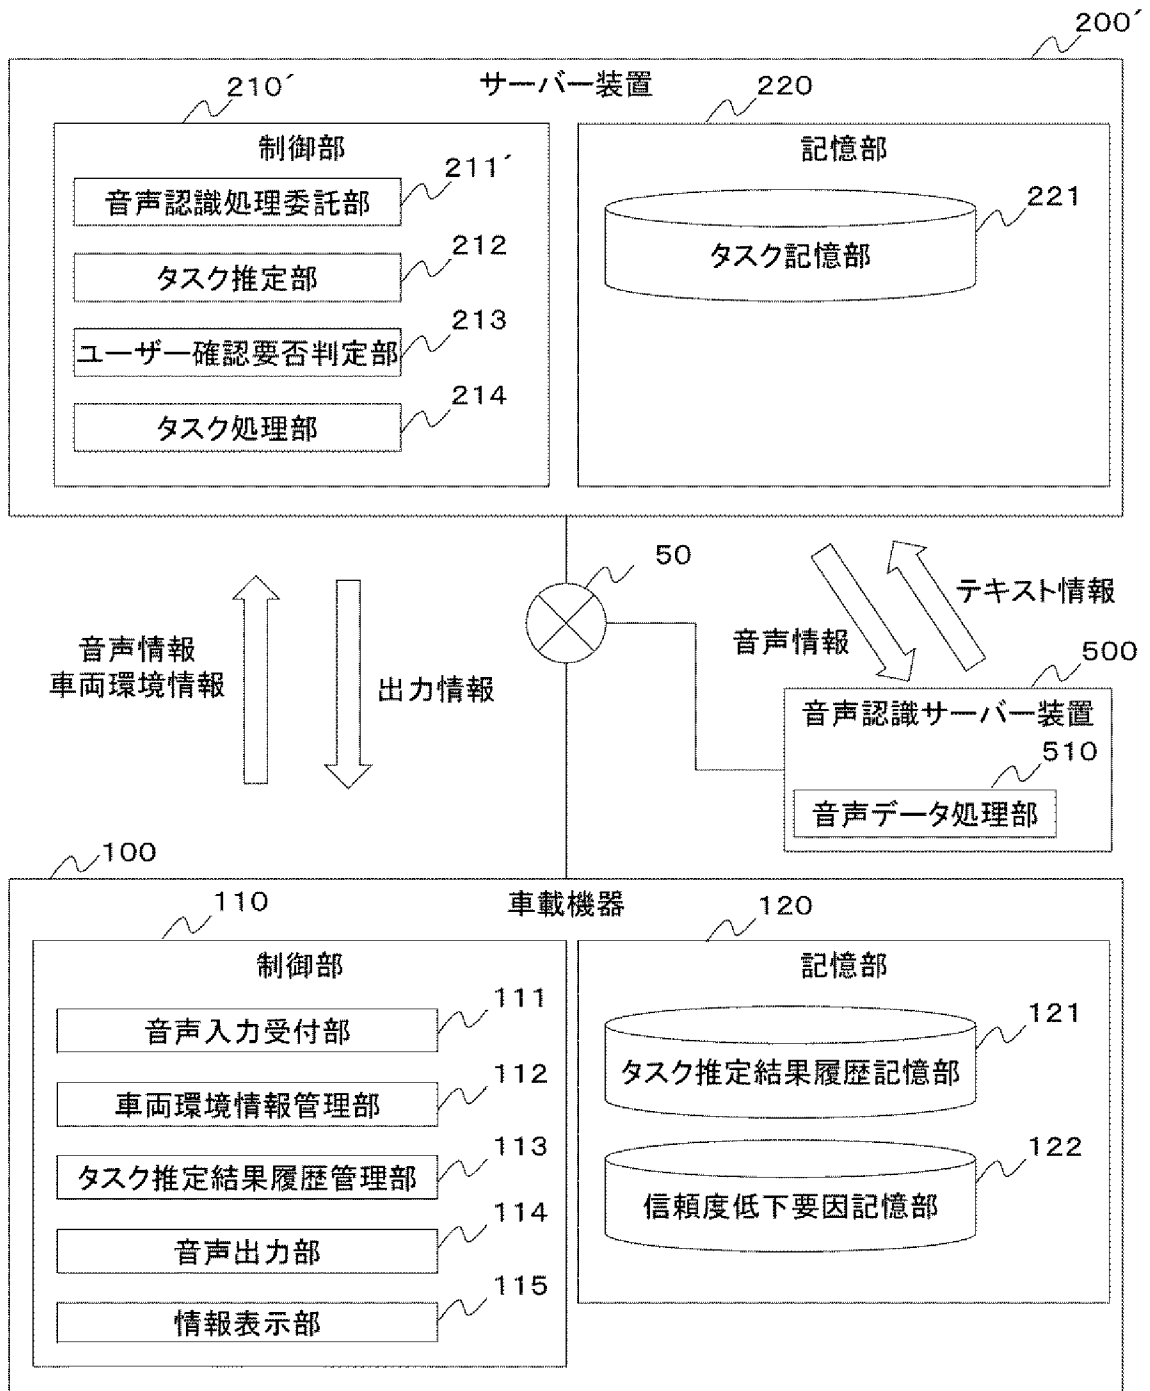 200´
サーバー装置
210´
220
制御部
記憶部
音声認識処理委託部
211´
221
タスク記憶部
タスク推定部
212
ユーザー確認要否判定部
213
タスク処理部
214
50
テキスト情報
音声情報
音声情報
車両環境情報
出力情報
500
音声認識サーバー装置
510
音声データ処理部
100
車載機器
110
120
制御部
記憶部
音声入力受付部
111
121
タスク推定結果履歴記憶部
車両環境情報管理部
112
タスク推定結果履歴管理部
113
122
信頼度低下要因記憶部
音声出力部
114
情報表示部
115